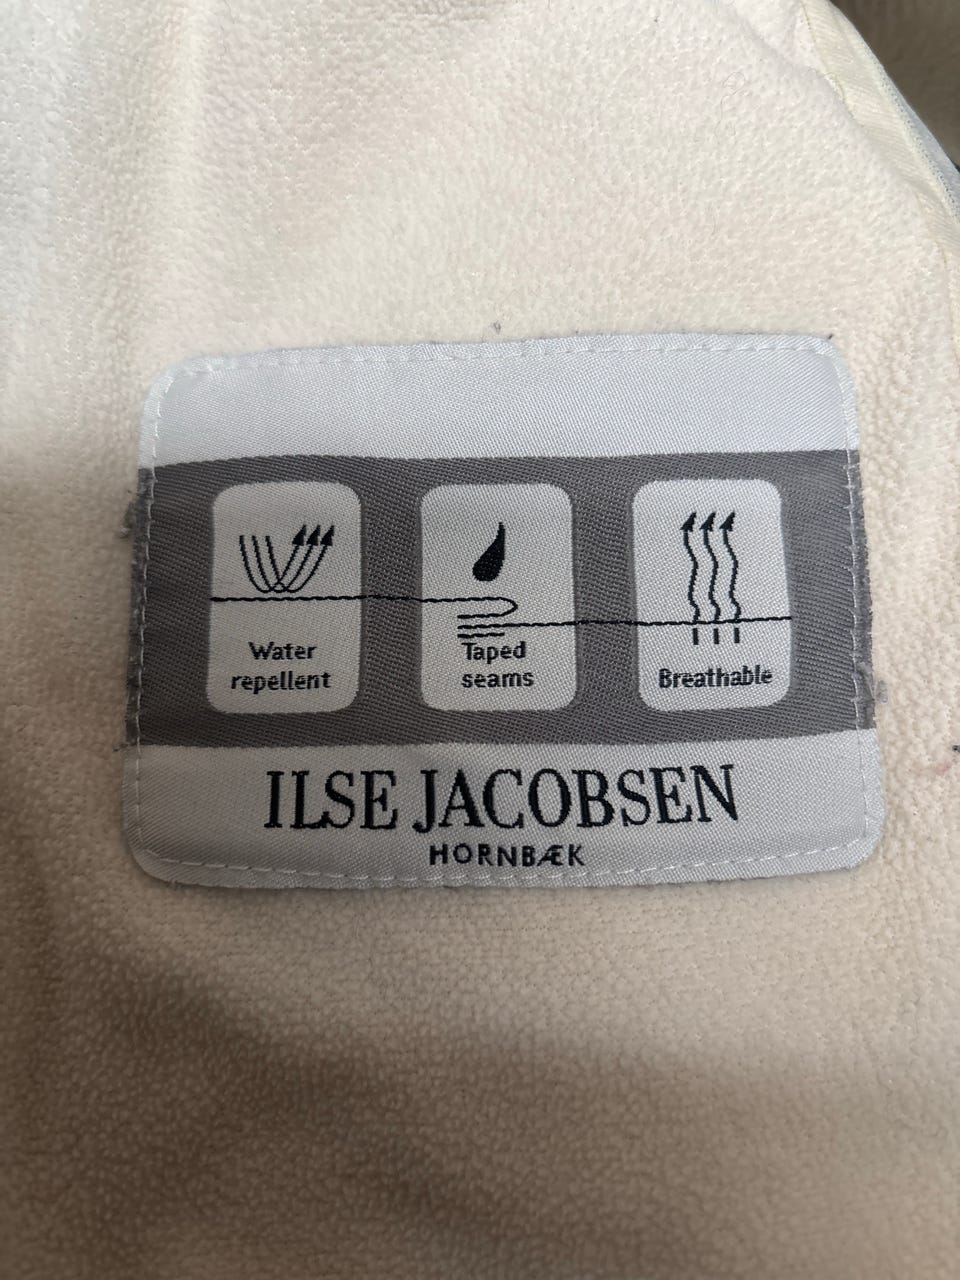 Water
repellent
Taped
seams
Breathable
ILSE JACOBSEN
HORNBÆK